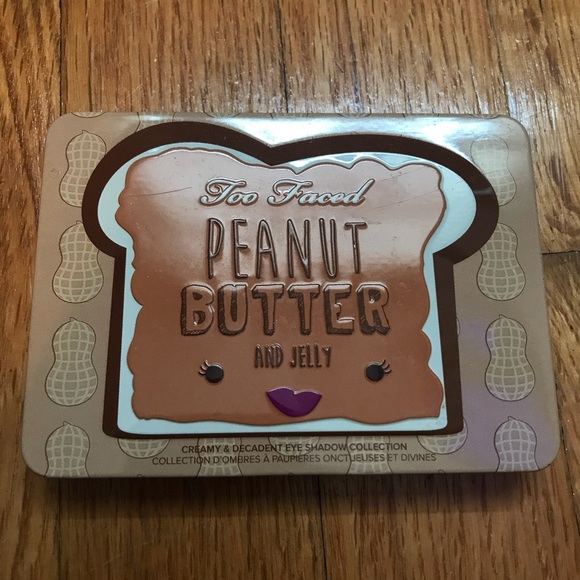 Too Faced
PEANUT
BUTTER
AND JELLY
CREAMY & DECADENT EYE SHADOW COLLECTION
COLLECTION D'OMBRES À PAUPIÈRES ONCTUEUSES ET DIVINES